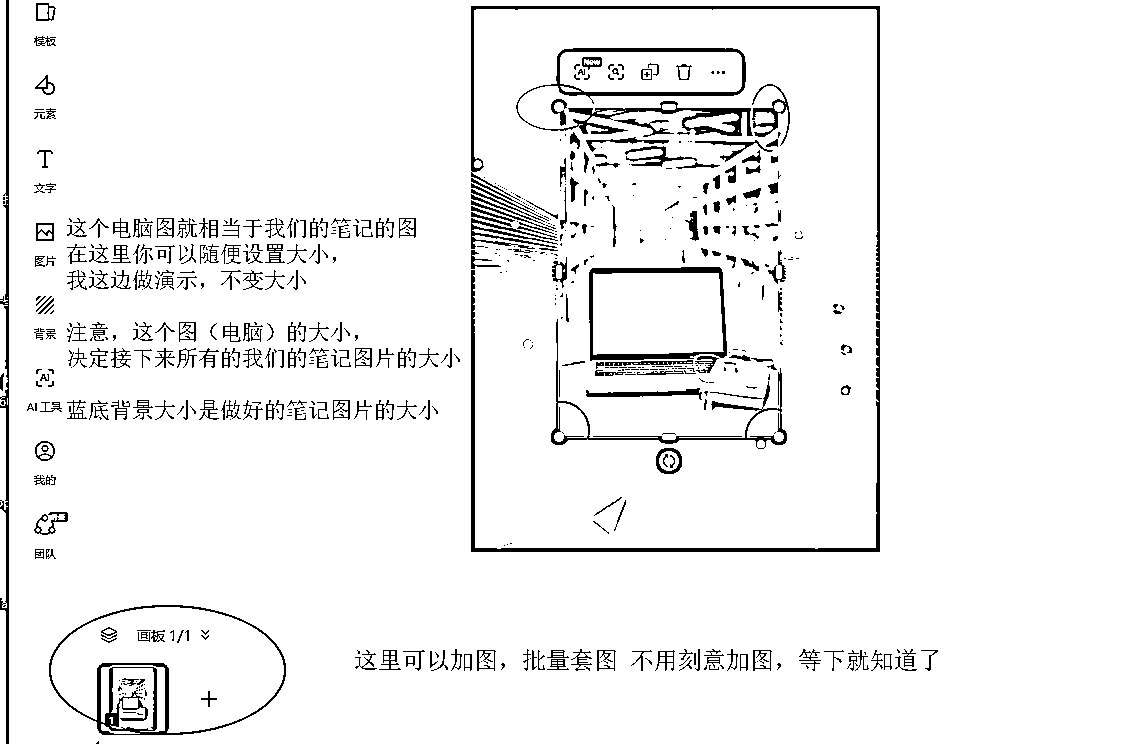 模板
元素
文字
图片
背景
AI
AI工具
我的
团队
这个电脑图就相当于我们的笔记的图
在这里你可以随便设置大小，
我这边做演示，不变大小
注意，这个图（电脑）的大小，
决定接下来所有的我们的笔记图片的大小
蓝底背景大小是做好的笔记图片的大小
New
AI
画板 1/1
1
这里可以加图，批量套图 不用刻意加图，等下就知道了